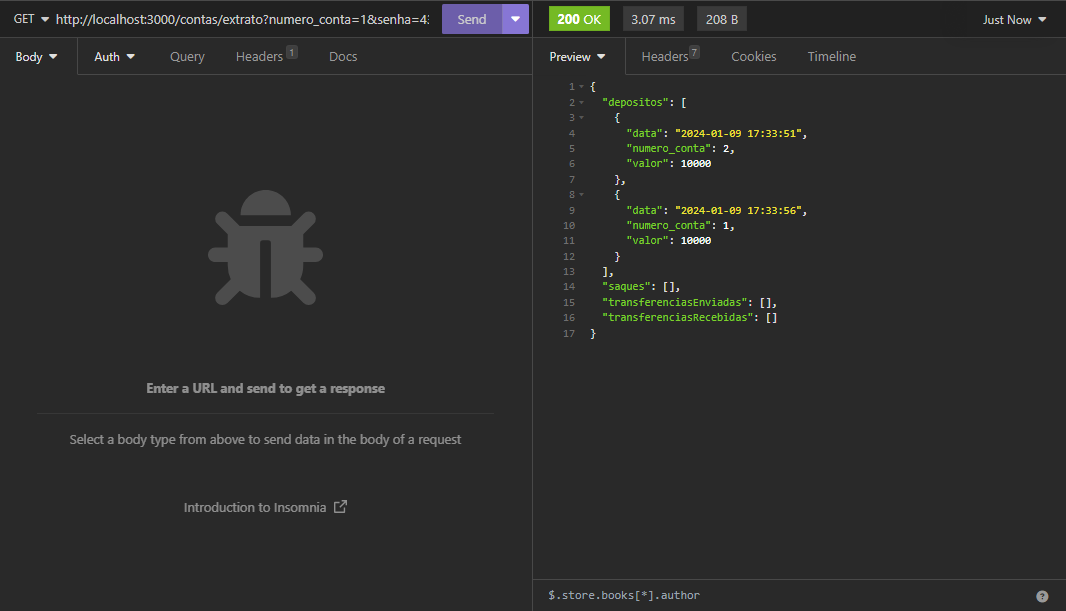 GET http://localhost:3000/contas/extrato?numero_conta=1&senha=4 Send
Body Auth Query Headers 1 Docs
Enter a URL and send to get a response
Select a body type from above to send data in the body of a request
Introduction to Insomnia
200 OK 3.07 ms 208 B Just Now
Preview Headers 7 Cookies Timeline
1 {
2 "depositos": [
3 {
4 "data": "2024-01-09 17:33:51",
5 "numero_conta": 2,
6 "valor": 10000
7 },
8 {
9 "data": "2024-01-09 17:33:56",
10 "numero_conta": 1,
11 "valor": 10000
12 }
13 ],
14 "saques": [],
15 "transferenciasEnviadas": [],
16 "transferenciasRecebidas": []
17 }
$.store.books[*].author ?